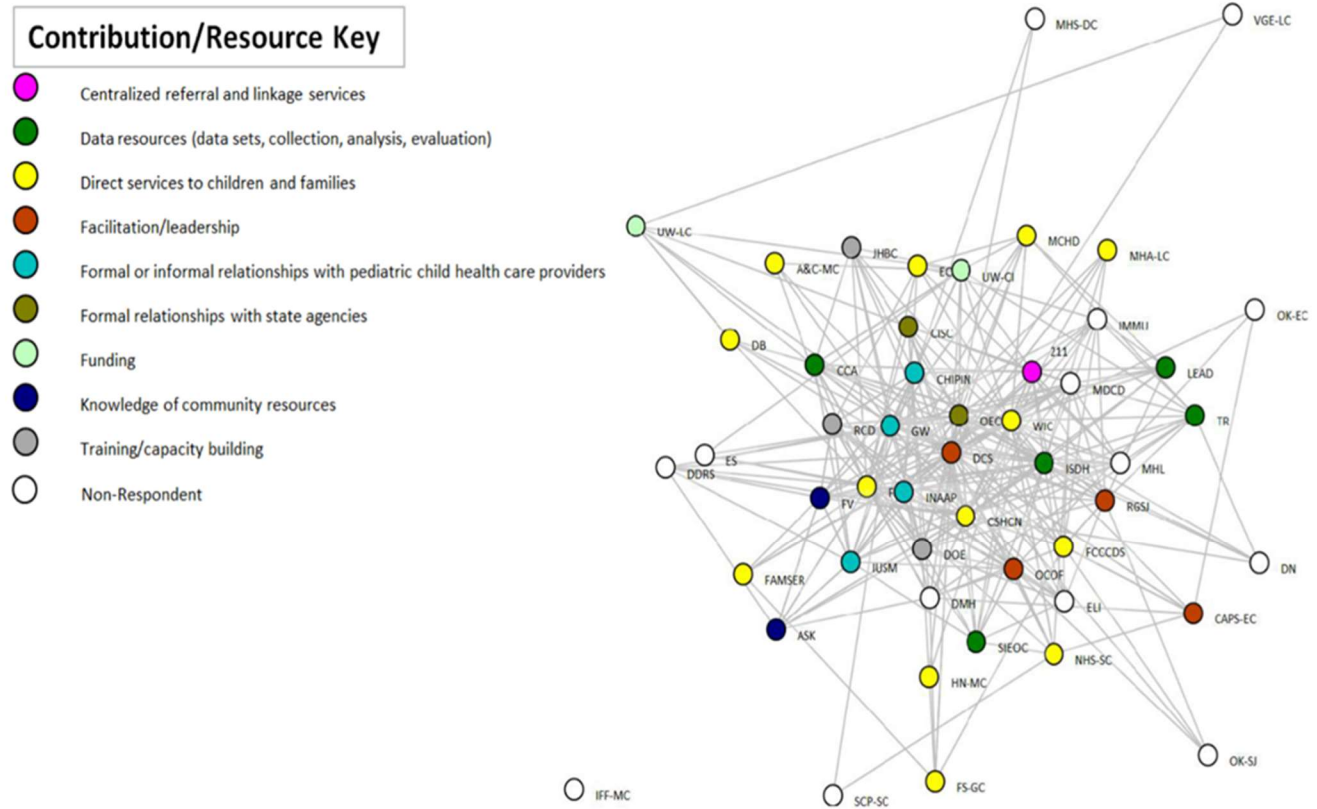 Contribution/Resource Key
Centralized referral and linkage services
Data resources (data sets, collection, analysis, evaluation)
Direct services to children and families
Facilitation/leadership
Formal or informal relationships with pediatric child health care providers
Formal relationships with state agencies
Funding
Knowledge of community resources
Training/capacity building
Non-Respondent
MHS-DC
VGE-LC
UW-LC
MCHD
JHBC
MHA-LC
A&C-MC
UW-CI
OK-EC
IMMU
CISC
DB
211
CCA
CHIPIN
LEAD
MDCD
RCD
GW
OEC
WIC
TR
DCS
ES
DDRS
ISDH
MHL
FV
INAAP
RGSJ
CSHCN
DOE
FCCCDS
IUSM
OCOF
DN
FAMSER
DMH
ELI
CAPS-EC
ASK
SIEOC
NHS-SC
HN-MC
OK-SJ
FS-GC
IFF-MC
SCP-SC